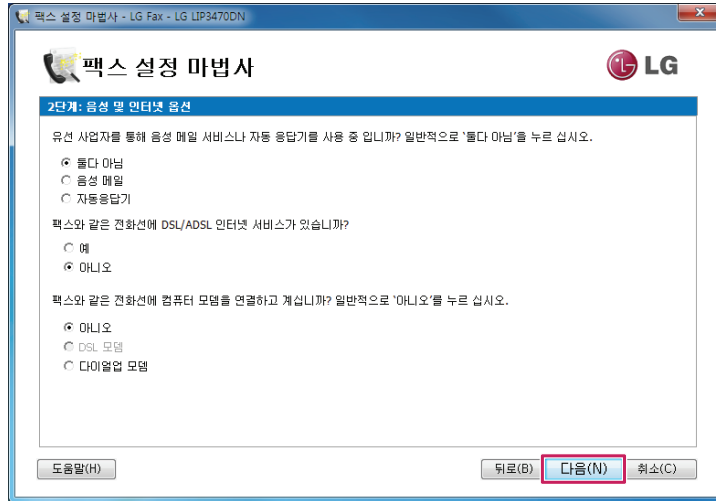 팩스 설정 마법사 - LG Fax - LG LIP3470DN
팩스 설정 마법사
LG
2단계: 음성 및 인터넷 옵션
유선 사업자를 통해 음성 메일 서비스나 자동 응답기를 사용 중 입니까? 일반적으로 '둘다 아님'을 누르 십시오.
둘다 아님
음성 메일
자동응답기
팩스와 같은 전화선에 DSL/ADSL 인터넷 서비스가 있습니까?
예
아니오
팩스와 같은 전화선에 컴퓨터 모뎀을 연결하고 계십니까? 일반적으로 '아니오'를 누르 십시오.
아니오
DSL 모뎀
다이얼업 모뎀
도움말(H) 뒤로(B) 다음(N) 취소(C)